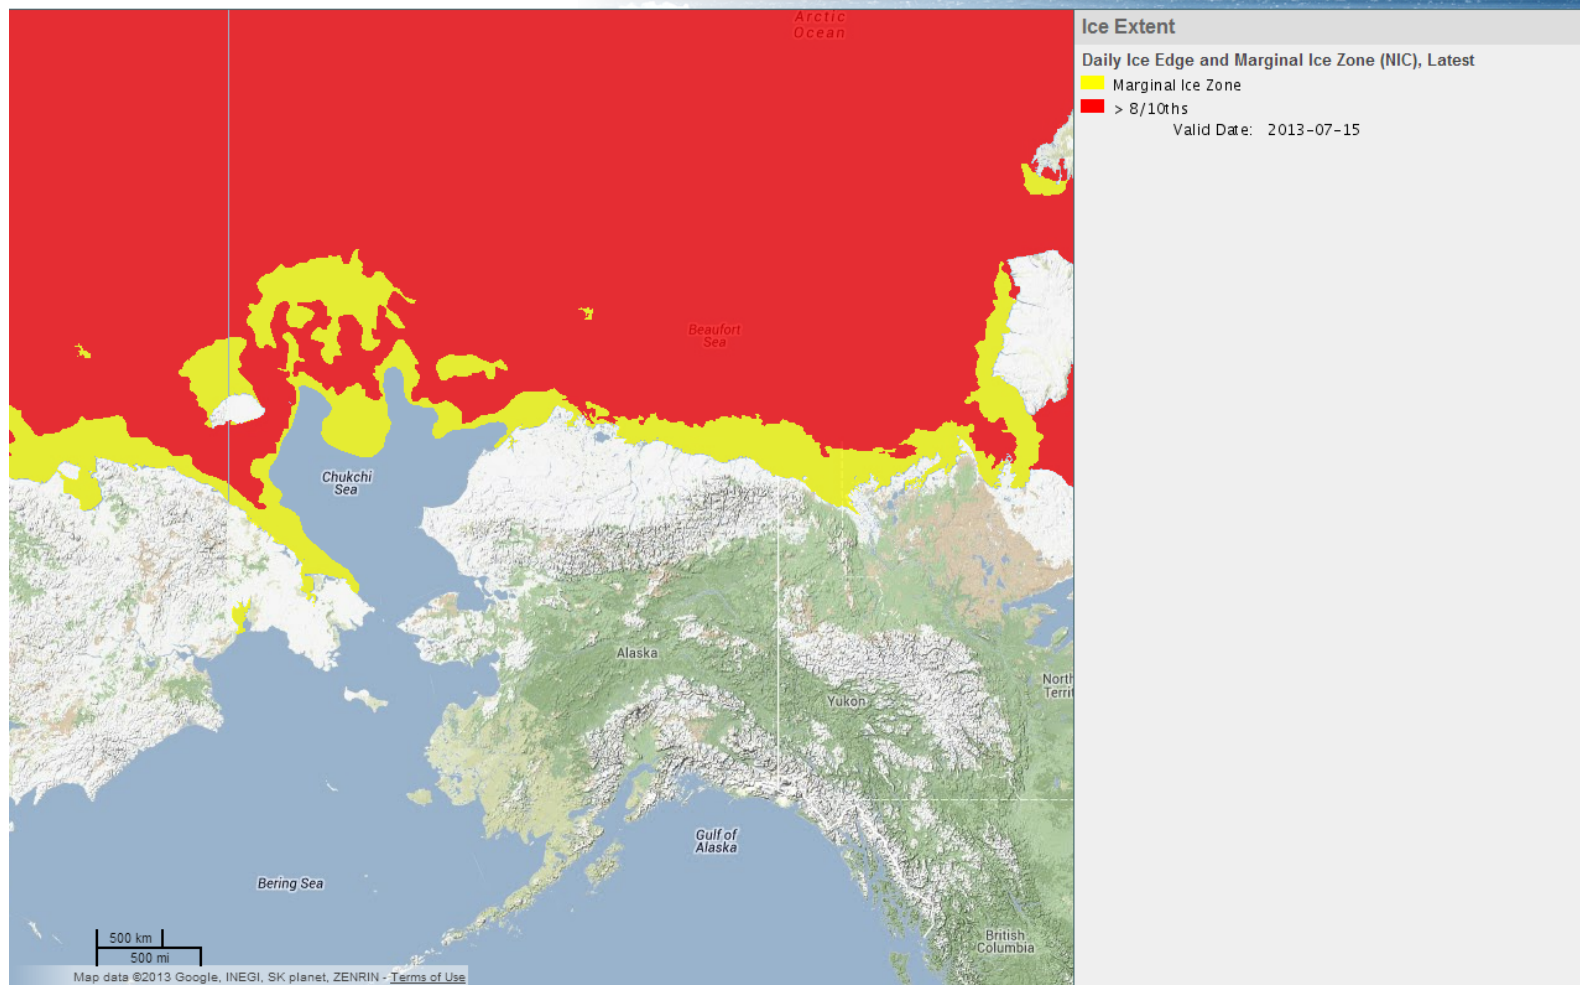 Arctic
Ocean
Beaufort
Sea
Chukchi
Sea
Alaska
Yukon
North
Territ
Gulf of
Alaska
Bering Sea
British
Columbia
500 km
500 mi
Map data ©2013 Google, INEGI, SK planet, ZENRIN - Terms of Use
Ice Extent
Daily Ice Edge and Marginal Ice Zone (NIC), Latest
Marginal Ice Zone
> 8/10ths
Valid Date: 2013-07-15